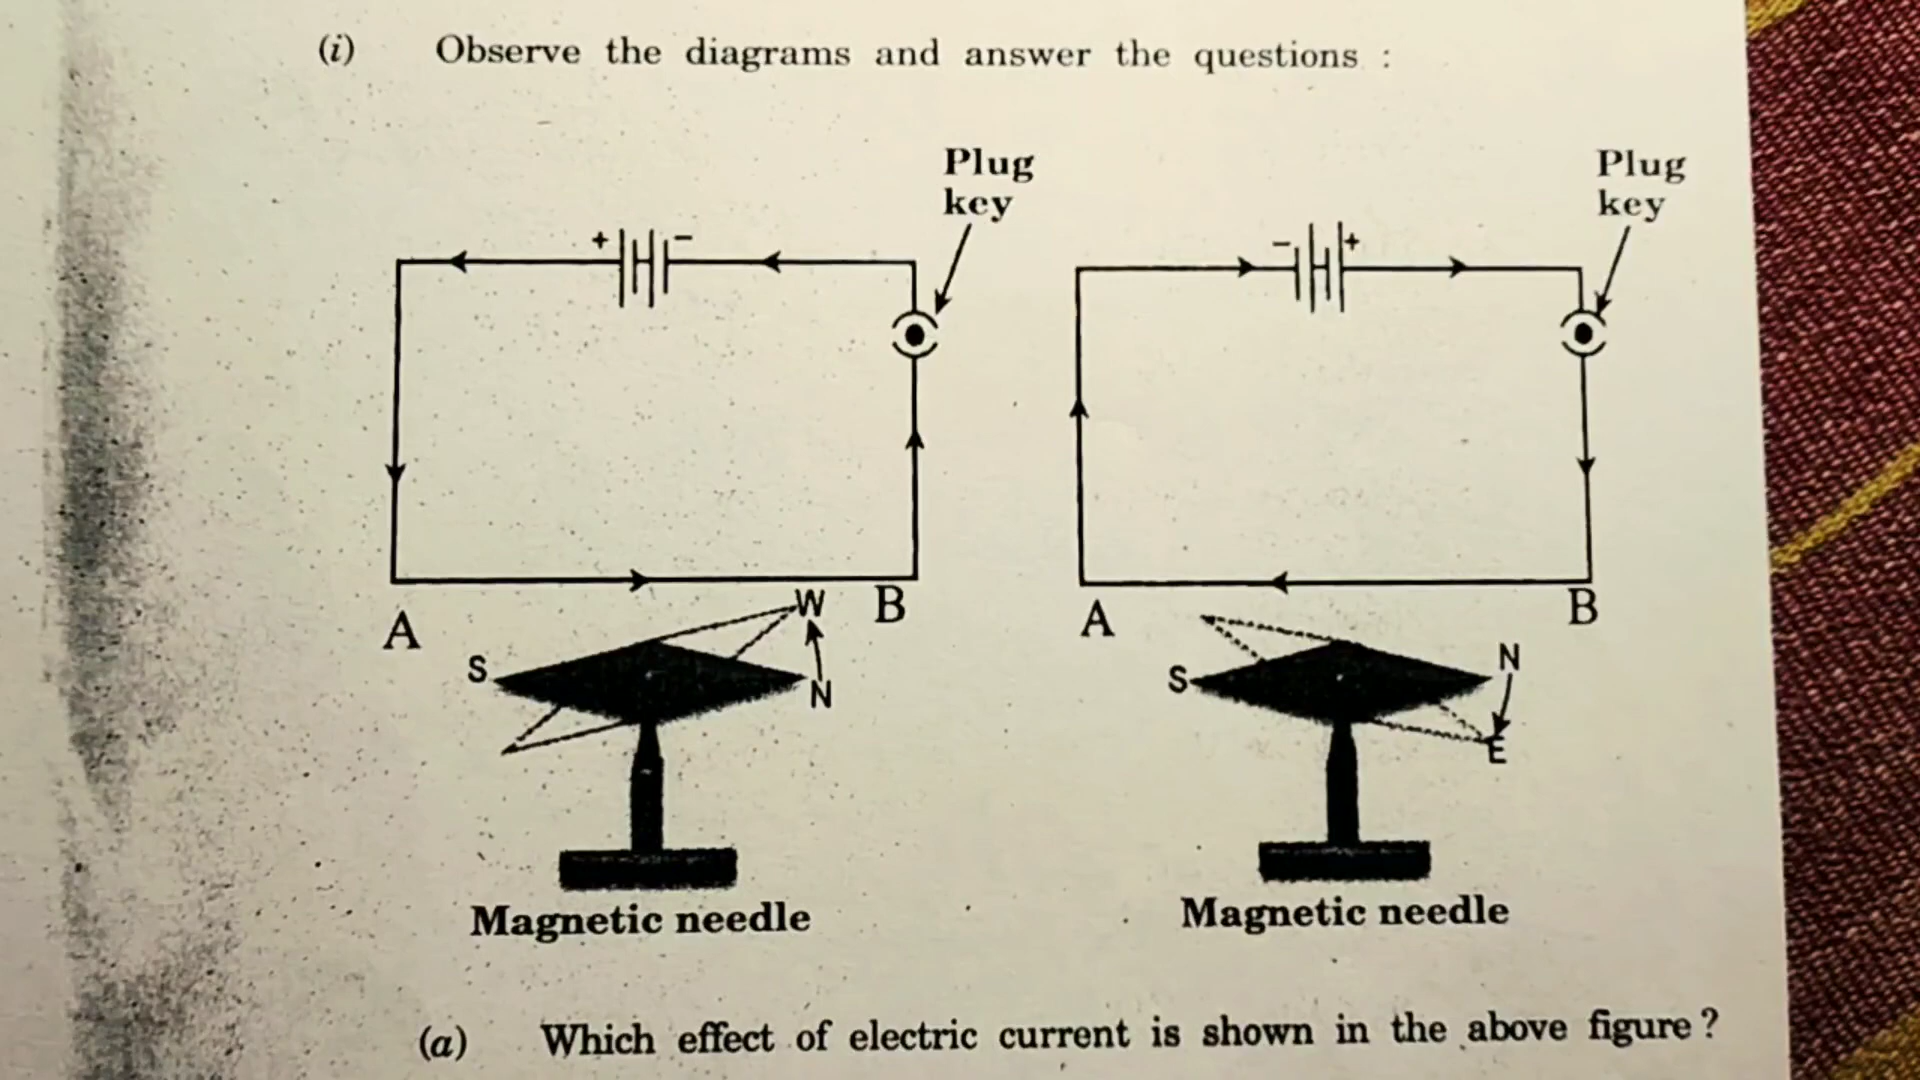 (i) Observe the diagrams and answer the questions :
Plug
key
Plug
key
+ −
− +
A
B
A
B
W
S
N
S
N
E
Magnetic needle
Magnetic needle
(a) Which effect of electric current is shown in the above figure ?